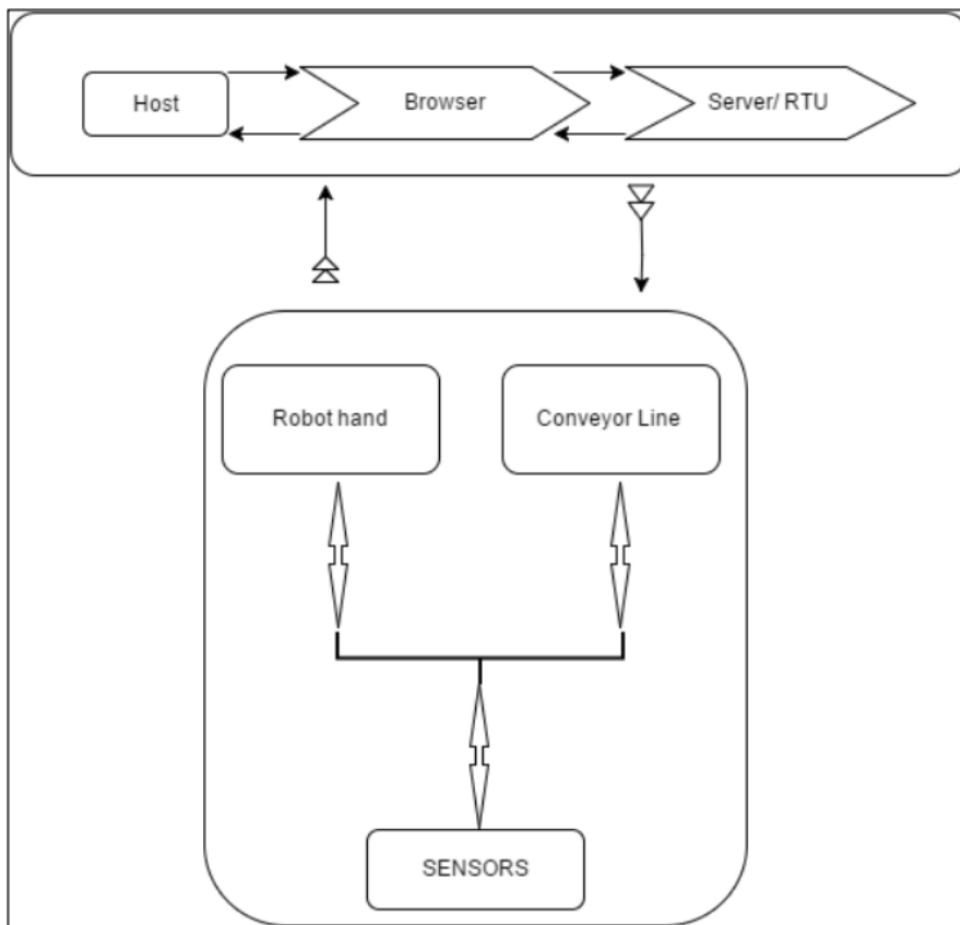 Host
Browser
Server/ RTU
Robot hand
Conveyor Line
SENSORS